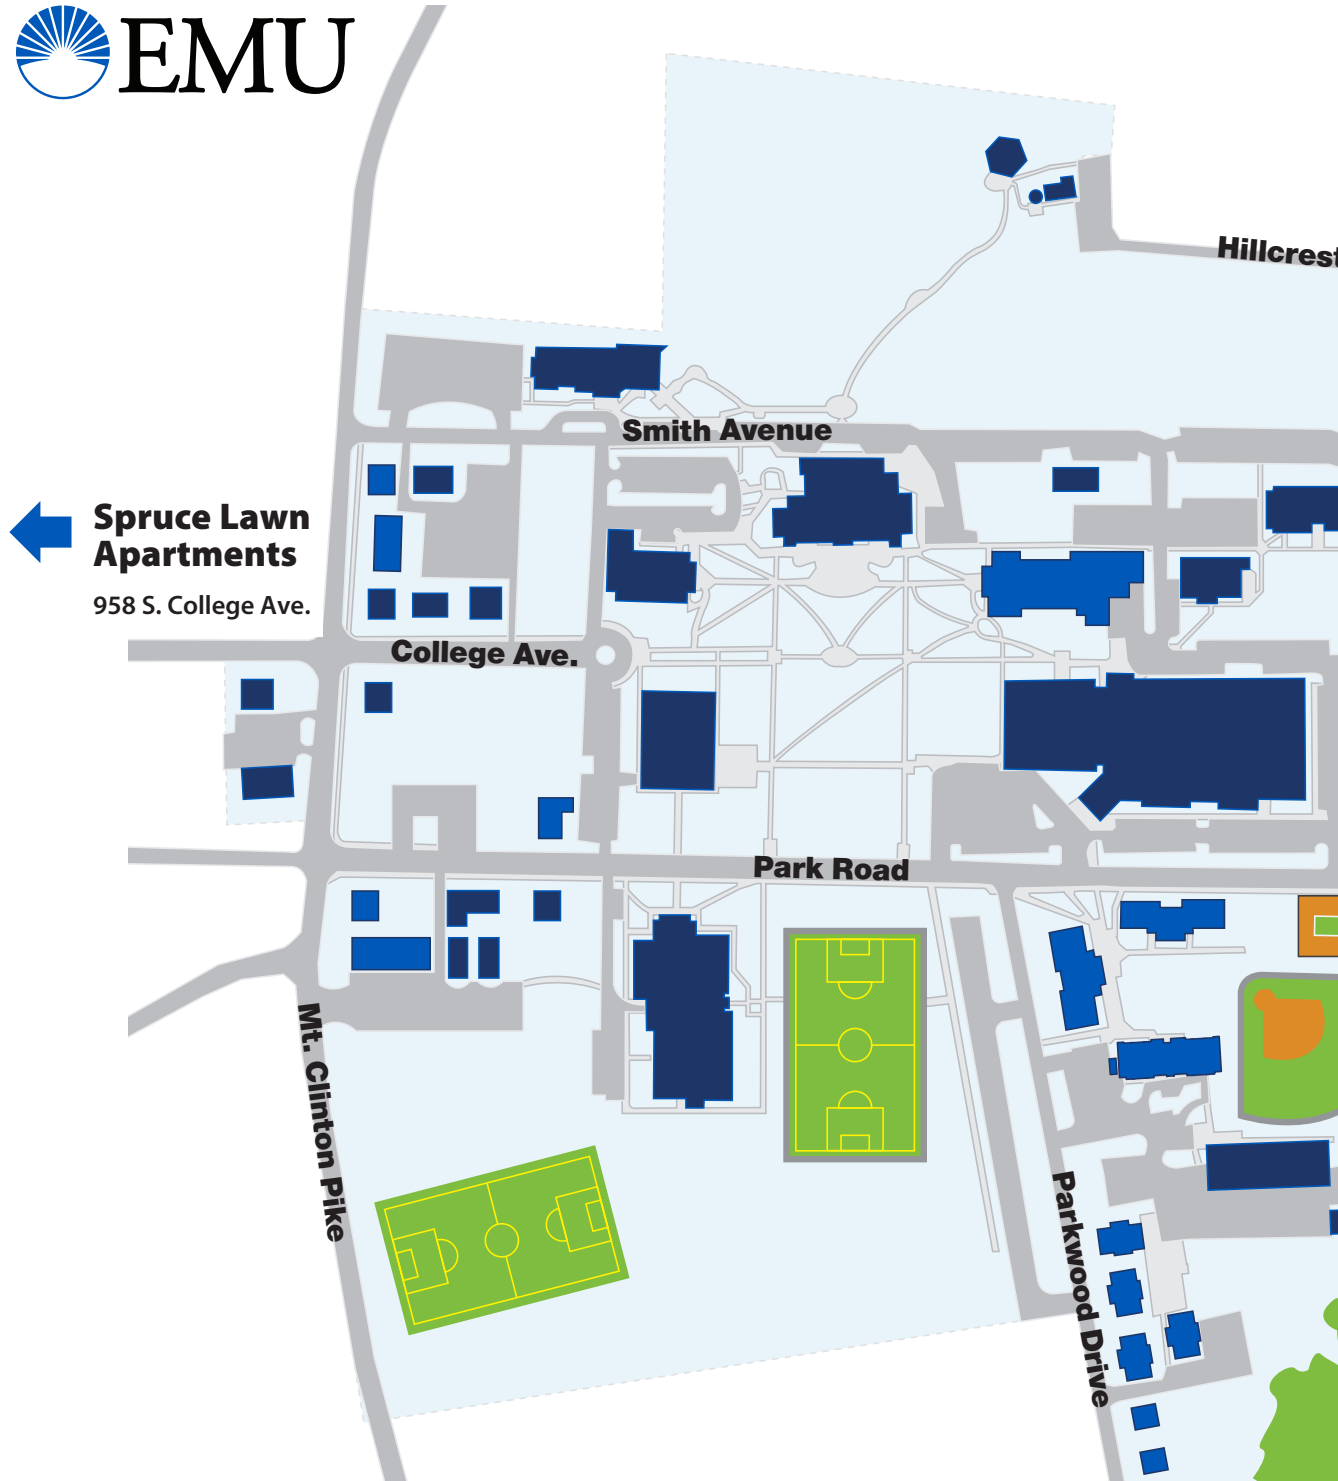 EMU
Hillcrest
Smith Avenue
Spruce Lawn
Apartments
958 S. College Ave.
College Ave.
Park Road
Mt. Clinton Pike
Parkwood Drive